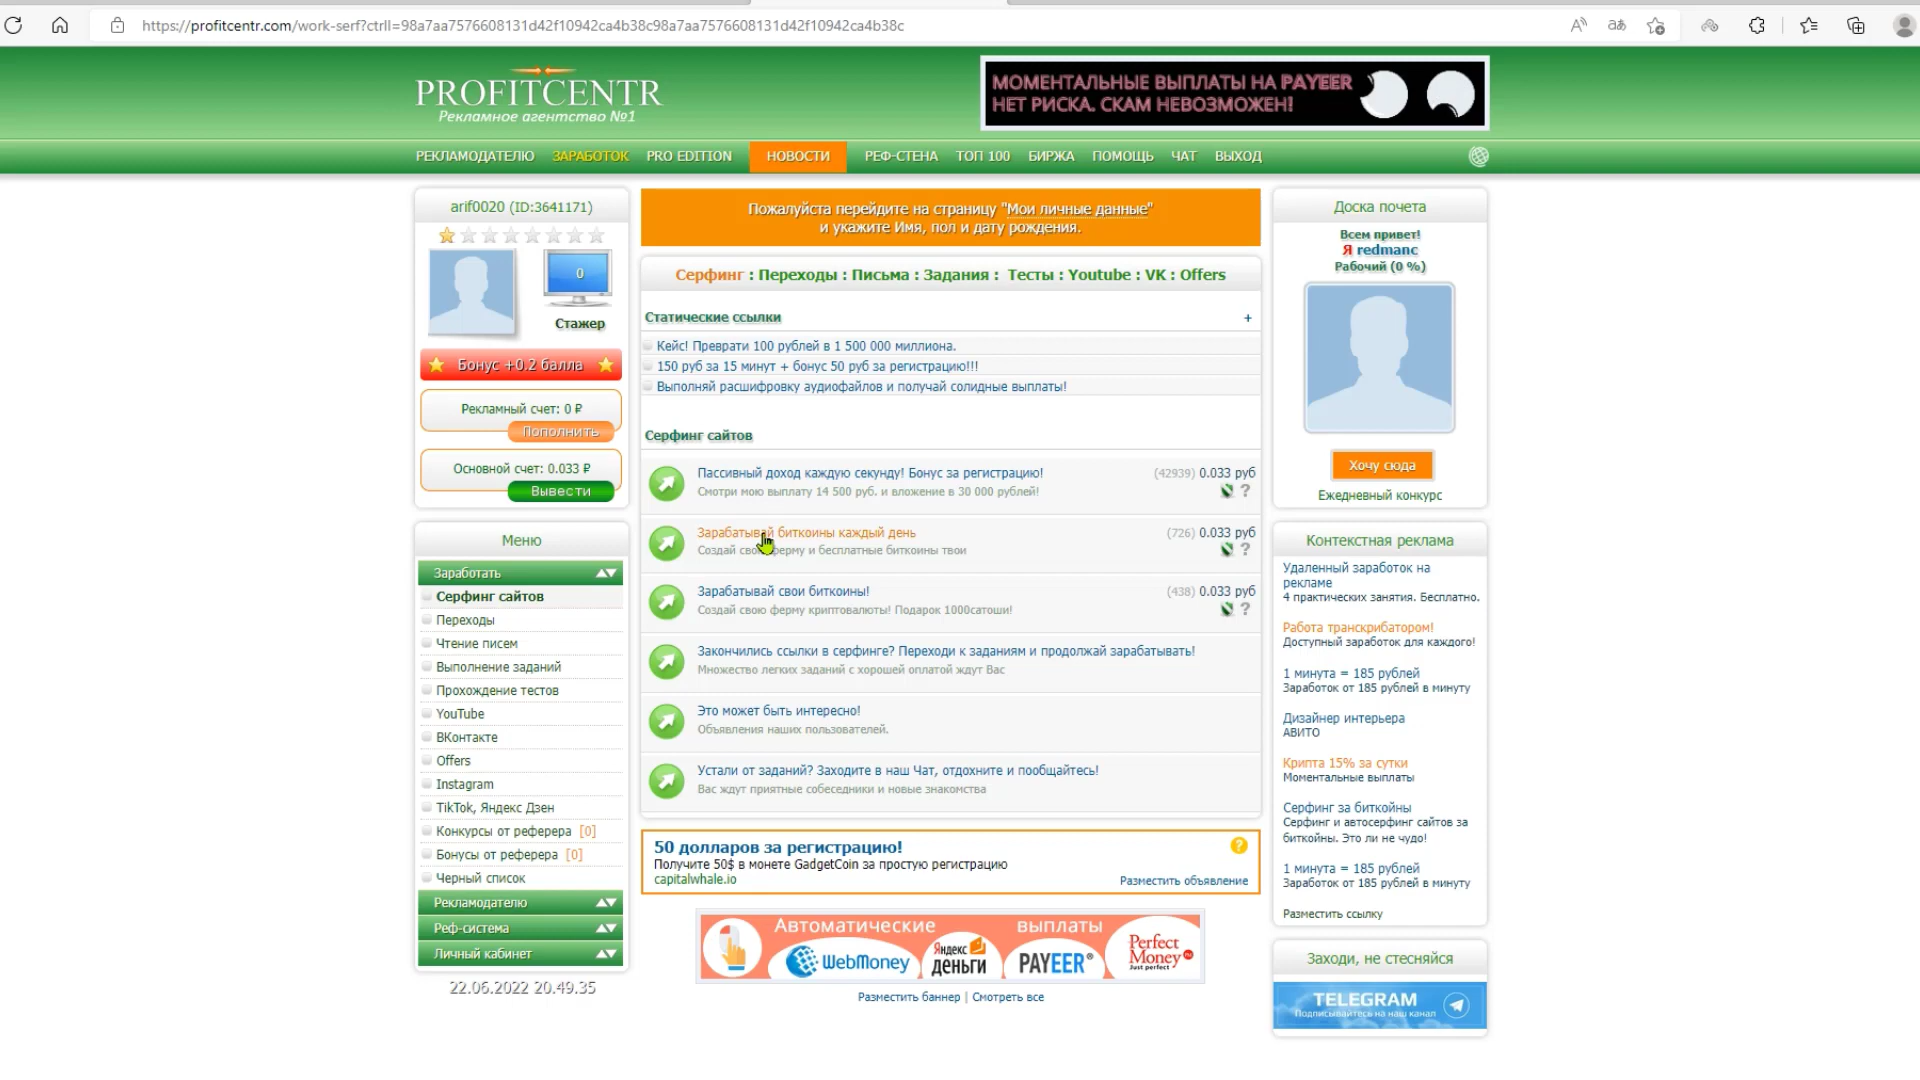 https://profitcentr.com/work-serf?ctrll=98a7aa7576608131d42f10942ca4b38c98a7aa7576608131d42f10942ca4b38c
PROFITCENTR
Рекламное агентство №1
МОМЕНТАЛЬНЫЕ ВЫПЛАТЫ НА PAYEER
НЕТ РИСКА. СКАМ НЕВОЗМОЖЕН!
РЕКЛАМОДАТЕЛЮ ЗАРАБОТОК PRO EDITION НОВОСТИ РЕФ-СТЕНА ТОП 100 БИРЖА ПОМОЩЬ ЧАТ ВЫХОД
arif0020 (ID:3641171)
0
Стажер
Бонус +0.2 балла
Рекламный счет: 0 ₽
Пополнить
Основной счет: 0.033 ₽
Вывести
Меню
Заработать
Серфинг сайтов
Переходы
Чтение писем
Выполнение заданий
Прохождение тестов
YouTube
ВКонтакте
Offers
Instagram
TikTok, Яндекс Дзен
Конкурсы от реферера [0]
Бонусы от реферера [0]
Черный список
Рекламодателю
Реф-система
Личный кабинет
22.06.2022 20.49.35
Пожалуйста перейдите на страницу "Мои личные данные"
и укажите Имя, пол и дату рождения.
Серфинг : Переходы : Письма : Задания : Тесты : Youtube : VK : Offers
Статические ссылки +
Кейс! Преврати 100 рублей в 1 500 000 миллиона.
150 руб за 15 минут + бонус 50 руб за регистрацию!!!
Выполняй расшифровку аудиофайлов и получай солидные выплаты!
Серфинг сайтов
Пассивный доход каждую секунду! Бонус за регистрацию! (42939) 0.033 руб
Смотри мою выплату 14 500 руб. и вложение в 30 000 рублей! ?
Зарабатывай биткоины каждый день (726) 0.033 руб
Создай свою ферму и бесплатные биткоины твои ?
Зарабатывай свои биткоины! (438) 0.033 руб
Создай свою ферму криптовалюты! Подарок 1000сатоши! ?
Закончились ссылки в серфинге? Переходи к заданиям и продолжай зарабатывать!
Множество легких заданий с хорошей оплатой ждут Вас
Это может быть интересно!
Объявления наших пользователей.
Устали от заданий? Заходите в наш Чат, отдохните и пообщайтесь!
Вас ждут приятные собеседники и новые знакомства
50 долларов за регистрацию! ?
Получите 50$ в монете GadgetCoin за простую регистрацию
capitalwhale.io Разместить объявление
Автоматические выплаты
WebMoney Яндекс деньги PAYEER® Perfect Money Just perfect
Разместить баннер | Смотреть все
Доска почета
Всем привет!
Я redmanc
Рабочий (0 %)
Хочу сюда
Ежедневный конкурс
Контекстная реклама
Удаленный заработок на
рекламе
4 практических занятия. Бесплатно.
Работа транскрибатором!
Доступный заработок для каждого!
1 минута = 185 рублей
Заработок от 185 рублей в минуту
Дизайнер интерьера
АВИТО
Крипта 15% за сутки
Моментальные выплаты
Серфинг за биткойны
Серфинг и автосерфинг сайтов за
биткойны. Это ли не чудо!
1 минута = 185 рублей
Заработок от 185 рублей в минуту
Разместить ссылку
Заходи, не стесняйся
TELEGRAM
Подписывайтесь на наш канал